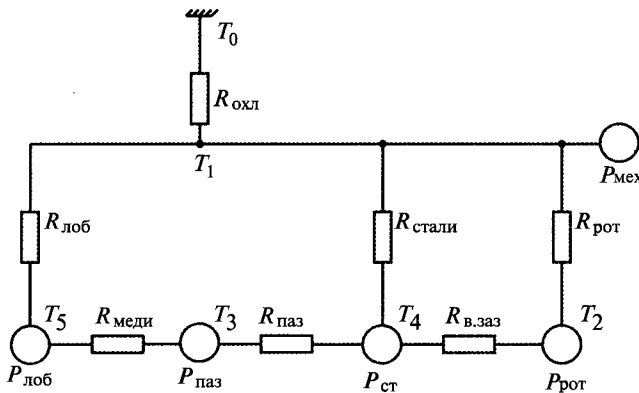 T₀
Rохл
T₁
Pмех
Rлоб
Rстали
Rрот
T₅
Rмеди
T₃
Rпаз
T₄
Rв.заз
T₂
Pлоб
Pпаз
Pст
Pрот